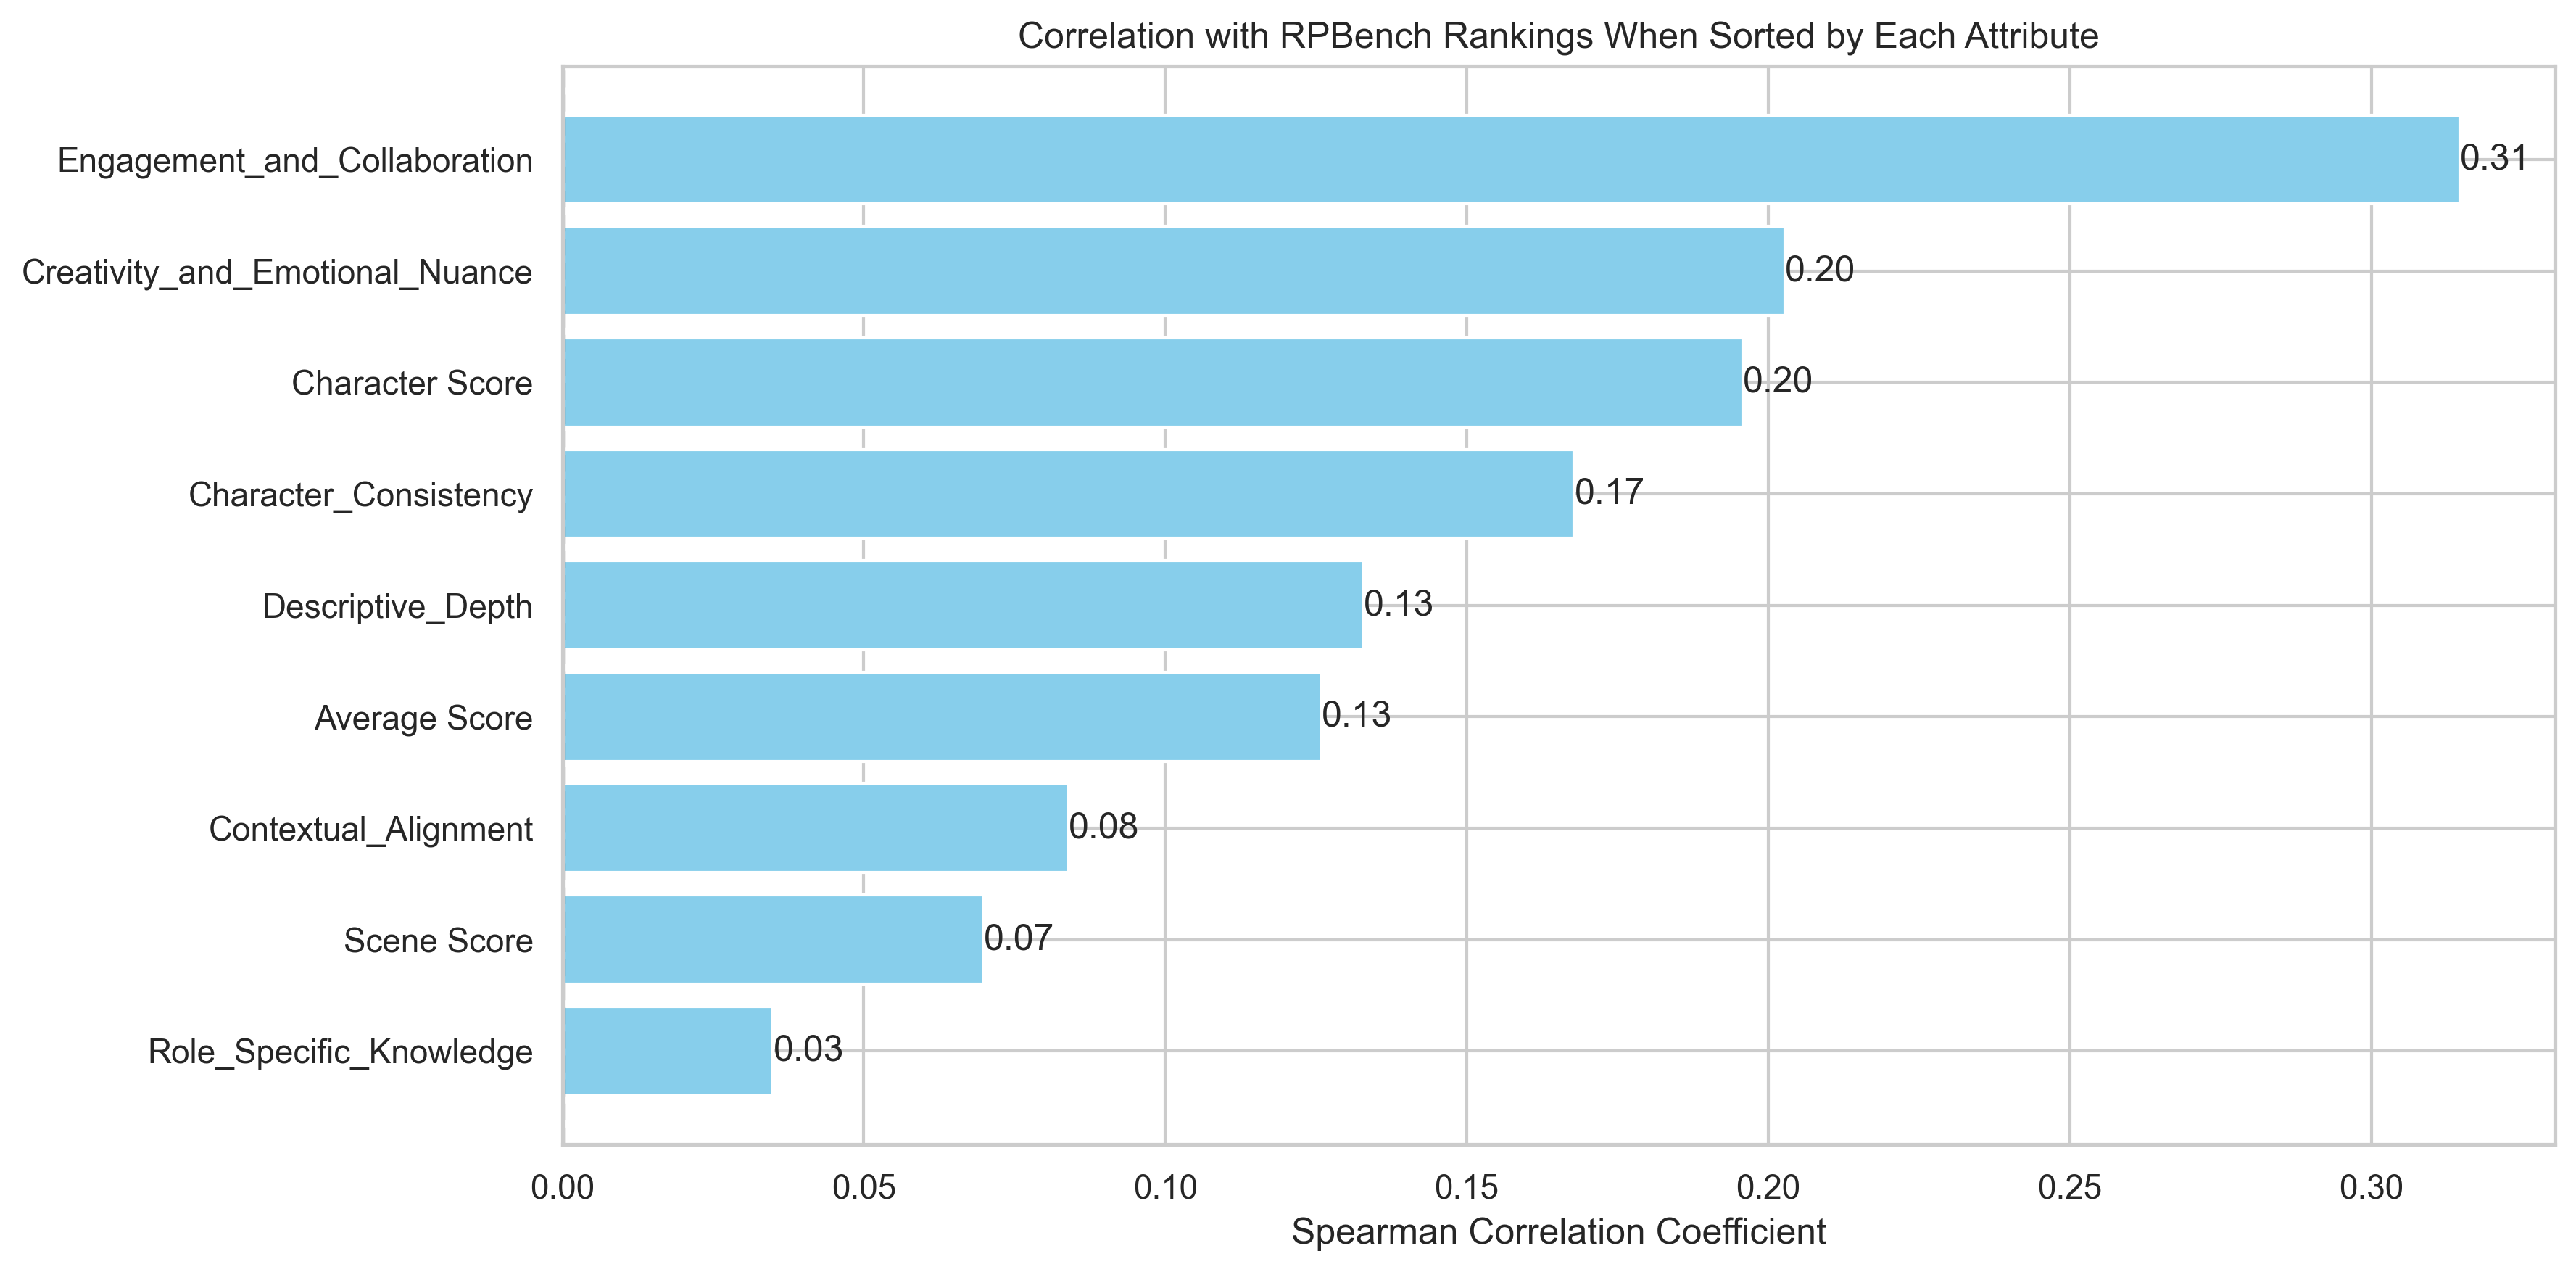 Correlation with RPBench Rankings When Sorted by Each Attribute
Engagement_and_Collaboration 0.31
Creativity_and_Emotional_Nuance 0.20
Character Score 0.20
Character_Consistency 0.17
Descriptive_Depth 0.13
Average Score 0.13
Contextual_Alignment 0.08
Scene Score 0.07
Role_Specific_Knowledge 0.03
0.00 0.05 0.10 0.15 0.20 0.25 0.30
Spearman Correlation Coefficient